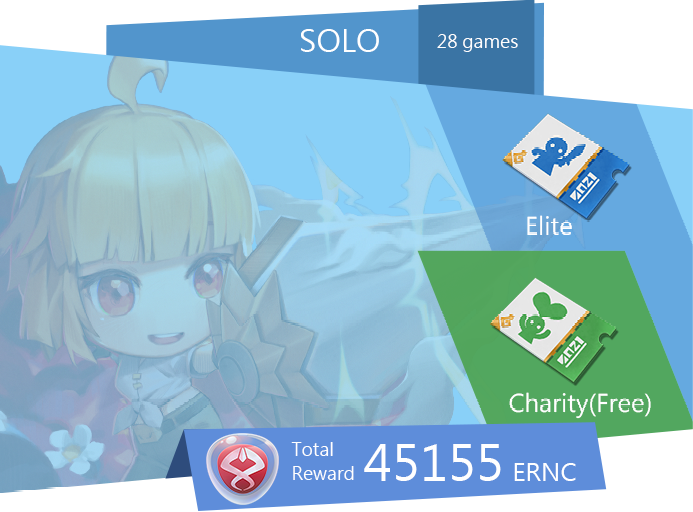 SOLO
28 games
Elite
Charity(Free)
Total
Reward
45155 ERNC